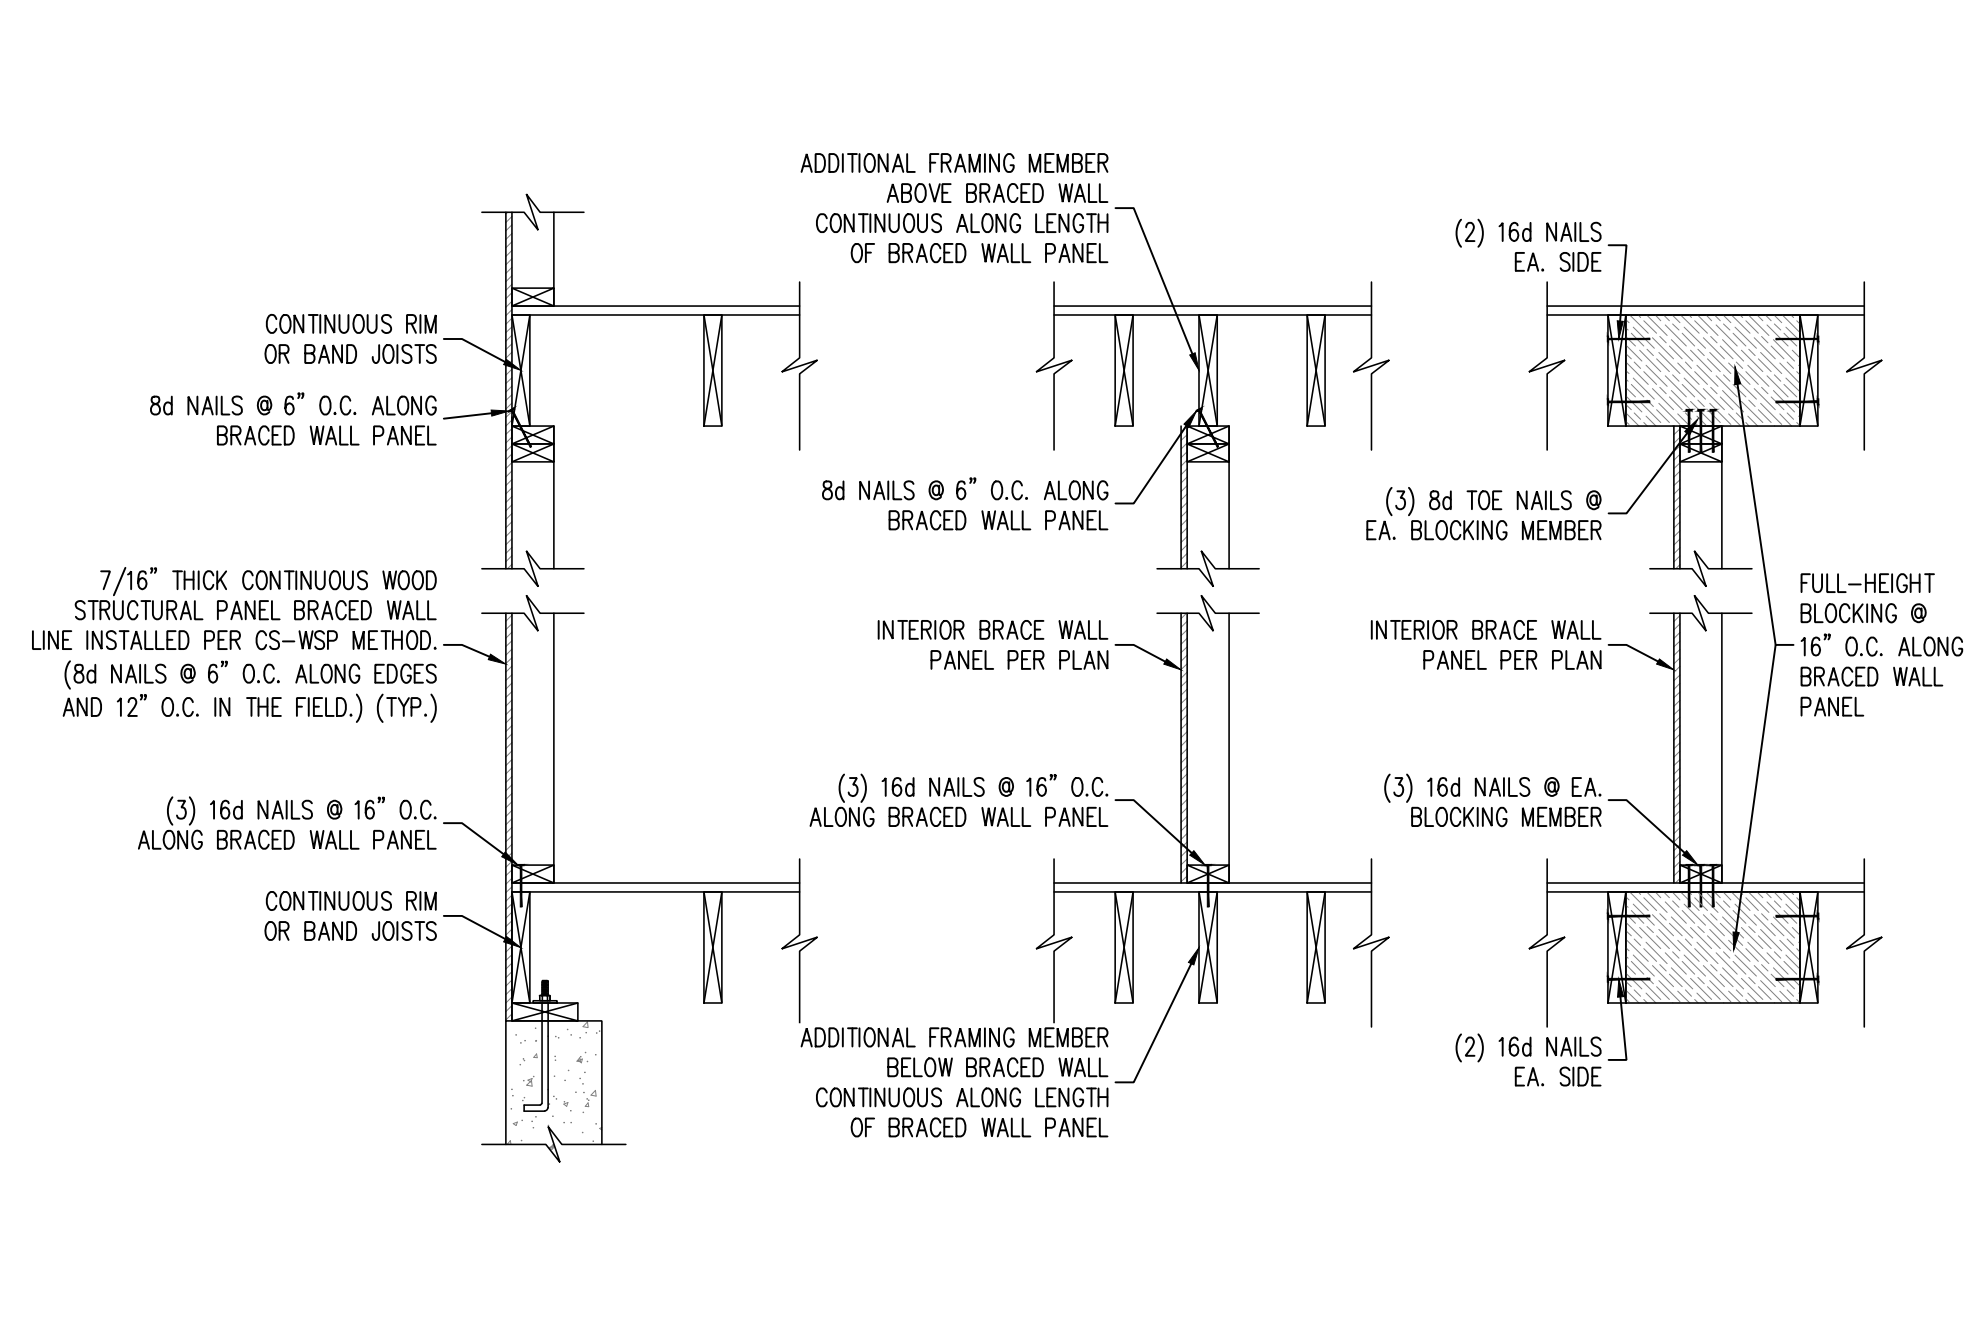 CONTINUOUS RIM
OR BAND JOISTS
8d NAILS @ 6" O.C. ALONG
BRACED WALL PANEL
7/16" THICK CONTINUOUS WOOD
STRUCTURAL PANEL BRACED WALL
LINE INSTALLED PER CS-WSP METHOD.
(8d NAILS @ 6" O.C. ALONG EDGES
AND 12" O.C. IN THE FIELD.) (TYP.)
(3) 16d NAILS @ 16" O.C.
ALONG BRACED WALL PANEL
CONTINUOUS RIM
OR BAND JOISTS
ADDITIONAL FRAMING MEMBER
ABOVE BRACED WALL
CONTINUOUS ALONG LENGTH
OF BRACED WALL PANEL
8d NAILS @ 6" O.C. ALONG
BRACED WALL PANEL
INTERIOR BRACE WALL
PANEL PER PLAN
(3) 16d NAILS @ 16" O.C.
ALONG BRACED WALL PANEL
ADDITIONAL FRAMING MEMBER
BELOW BRACED WALL
CONTINUOUS ALONG LENGTH
OF BRACED WALL PANEL
(2) 16d NAILS
EA. SIDE
(3) 8d TOE NAILS @
EA. BLOCKING MEMBER
INTERIOR BRACE WALL
PANEL PER PLAN
(3) 16d NAILS @ EA.
BLOCKING MEMBER
(2) 16d NAILS
EA. SIDE
FULL-HEIGHT
BLOCKING @
16" O.C. ALONG
BRACED WALL
PANEL